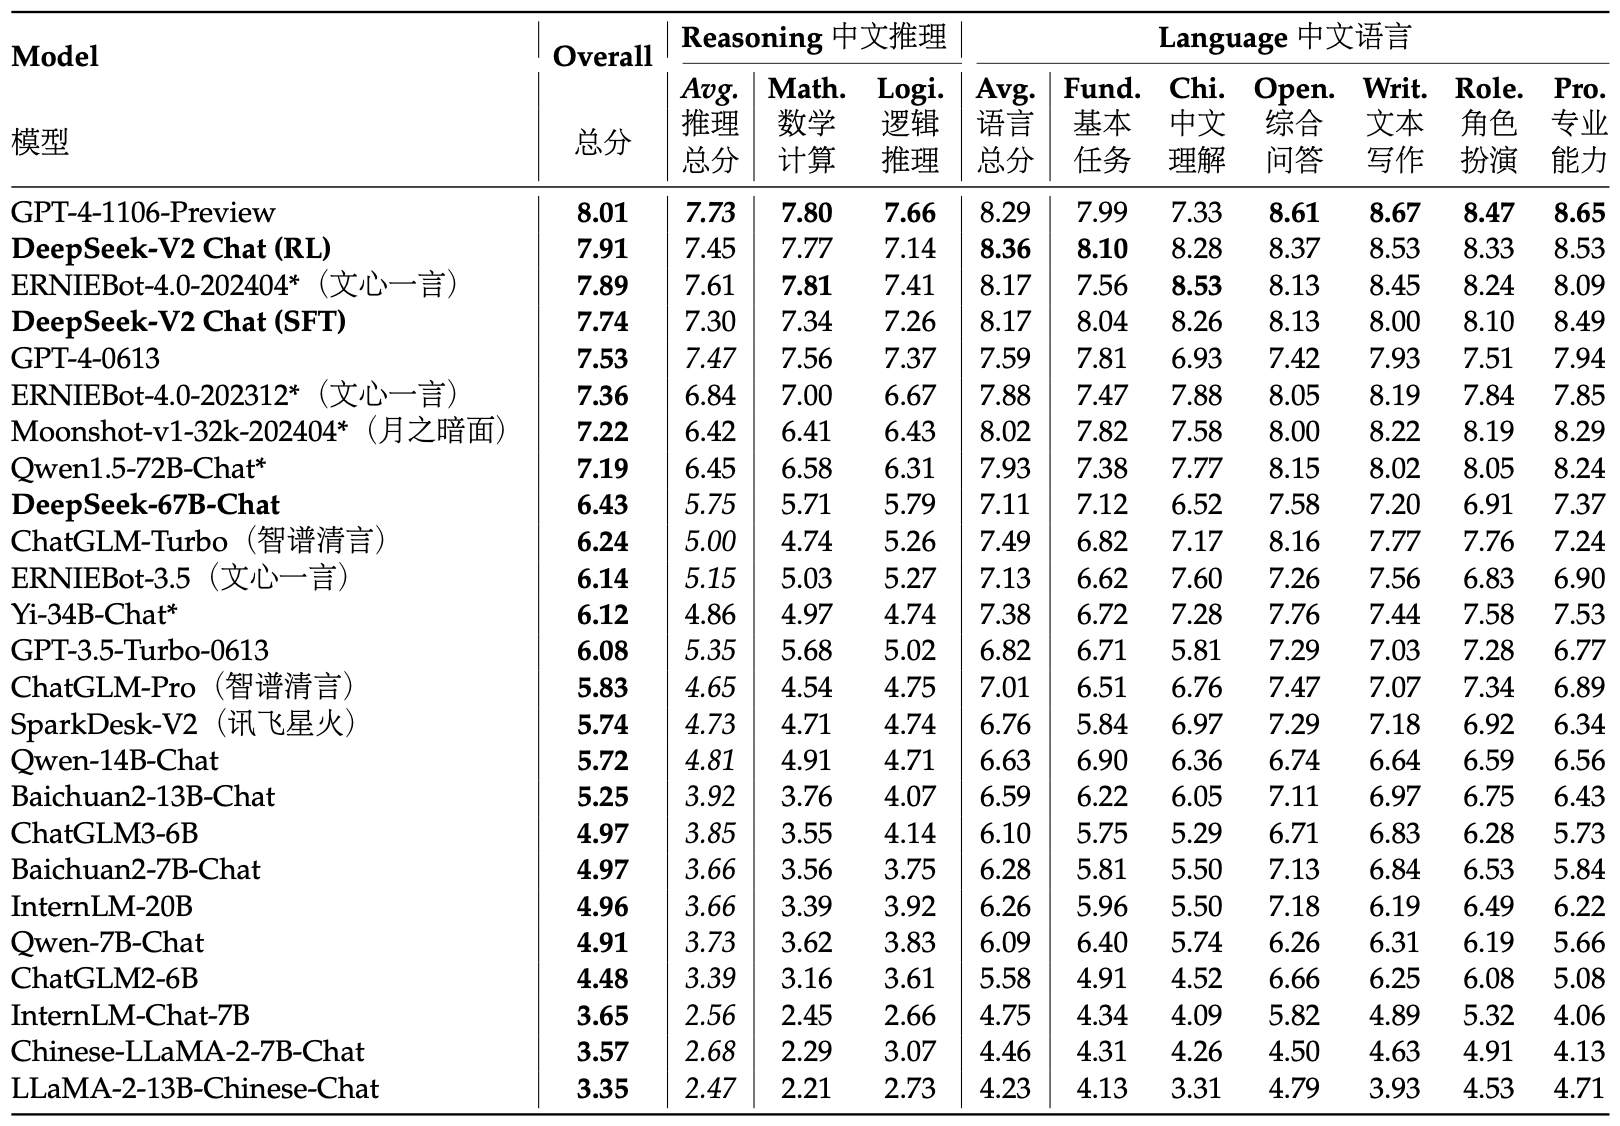 Model Overall Reasoning 中文推理 Language 中文语言
Avg. Math. Logi. Avg. Fund. Chi. Open. Writ. Role. Pro.
模型 总分 推理 数学 逻辑 语言 基本 中文 综合 文本 角色 专业
总分 计算 推理 总分 任务 理解 问答 写作 扮演 能力
GPT-4-1106-Preview 8.01 7.73 7.80 7.66 8.29 7.99 7.33 8.61 8.67 8.47 8.65
DeepSeek-V2 Chat (RL) 7.91 7.45 7.77 7.14 8.36 8.10 8.28 8.37 8.53 8.33 8.53
ERNIEBot-4.0-202404*（文心一言） 7.89 7.61 7.81 7.41 8.17 7.56 8.53 8.13 8.45 8.24 8.09
DeepSeek-V2 Chat (SFT) 7.74 7.30 7.34 7.26 8.17 8.04 8.26 8.13 8.00 8.10 8.49
GPT-4-0613 7.53 7.47 7.56 7.37 7.59 7.81 6.93 7.42 7.93 7.51 7.94
ERNIEBot-4.0-202312*（文心一言） 7.36 6.84 7.00 6.67 7.88 7.47 7.88 8.05 8.19 7.84 7.85
Moonshot-v1-32k-202404*（月之暗面） 7.22 6.42 6.41 6.43 8.02 7.82 7.58 8.00 8.22 8.19 8.29
Qwen1.5-72B-Chat* 7.19 6.45 6.58 6.31 7.93 7.38 7.77 8.15 8.02 8.05 8.24
DeepSeek-67B-Chat 6.43 5.75 5.71 5.79 7.11 7.12 6.52 7.58 7.20 6.91 7.37
ChatGLM-Turbo（智谱清言） 6.24 5.00 4.74 5.26 7.49 6.82 7.17 8.16 7.77 7.76 7.24
ERNIEBot-3.5（文心一言） 6.14 5.15 5.03 5.27 7.13 6.62 7.60 7.26 7.56 6.83 6.90
Yi-34B-Chat* 6.12 4.86 4.97 4.74 7.38 6.72 7.28 7.76 7.44 7.58 7.53
GPT-3.5-Turbo-0613 6.08 5.35 5.68 5.02 6.82 6.71 5.81 7.29 7.03 7.28 6.77
ChatGLM-Pro（智谱清言） 5.83 4.65 4.54 4.75 7.01 6.51 6.76 7.47 7.07 7.34 6.89
SparkDesk-V2（讯飞星火） 5.74 4.73 4.71 4.74 6.76 5.84 6.97 7.29 7.18 6.92 6.34
Qwen-14B-Chat 5.72 4.81 4.91 4.71 6.63 6.90 6.36 6.74 6.64 6.59 6.56
Baichuan2-13B-Chat 5.25 3.92 3.76 4.07 6.59 6.22 6.05 7.11 6.97 6.75 6.43
ChatGLM3-6B 4.97 3.85 3.55 4.14 6.10 5.75 5.29 6.71 6.83 6.28 5.73
Baichuan2-7B-Chat 4.97 3.66 3.56 3.75 6.28 5.81 5.50 7.13 6.84 6.53 5.84
InternLM-20B 4.96 3.66 3.39 3.92 6.26 5.96 5.50 7.18 6.19 6.49 6.22
Qwen-7B-Chat 4.91 3.73 3.62 3.83 6.09 6.40 5.74 6.26 6.31 6.19 5.66
ChatGLM2-6B 4.48 3.39 3.16 3.61 5.58 4.91 4.52 6.66 6.25 6.08 5.08
InternLM-Chat-7B 3.65 2.56 2.45 2.66 4.75 4.34 4.09 5.82 4.89 5.32 4.06
Chinese-LLaMA-2-7B-Chat 3.57 2.68 2.29 3.07 4.46 4.31 4.26 4.50 4.63 4.91 4.13
LLaMA-2-13B-Chinese-Chat 3.35 2.47 2.21 2.73 4.23 4.13 3.31 4.79 3.93 4.53 4.71